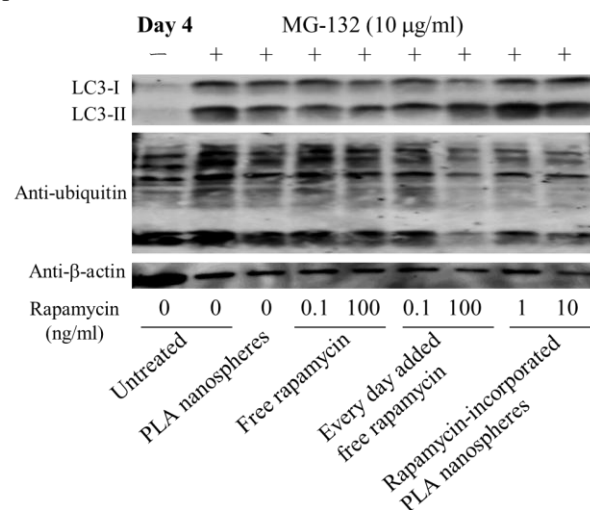 Day 4 MG-132 (10 μg/ml)
— + + + + + + + +
LC3-I
LC3-II
Anti-ubiquitin
Anti-β-actin
Rapamycin 0 0 0 0.1 100 0.1 100 1 10
(ng/ml)
Untreated
PLA nanospheres
Free rapamycin
Every day added
free rapamycin
Rapamycin-incorporated
PLA nanospheres